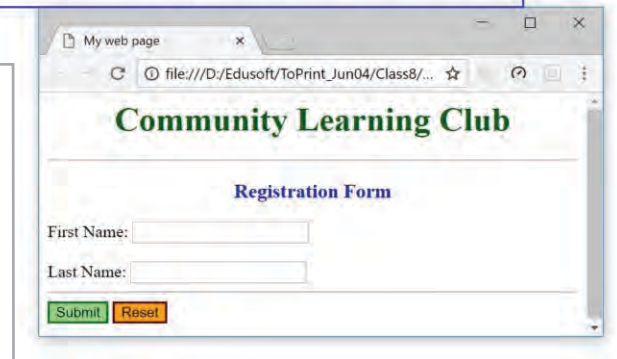 My web page
file:///D:/Edusoft/ToPrint_Jun04/Class8/...
Community Learning Club
Registration Form
First Name:
Last Name:
Submit Reset